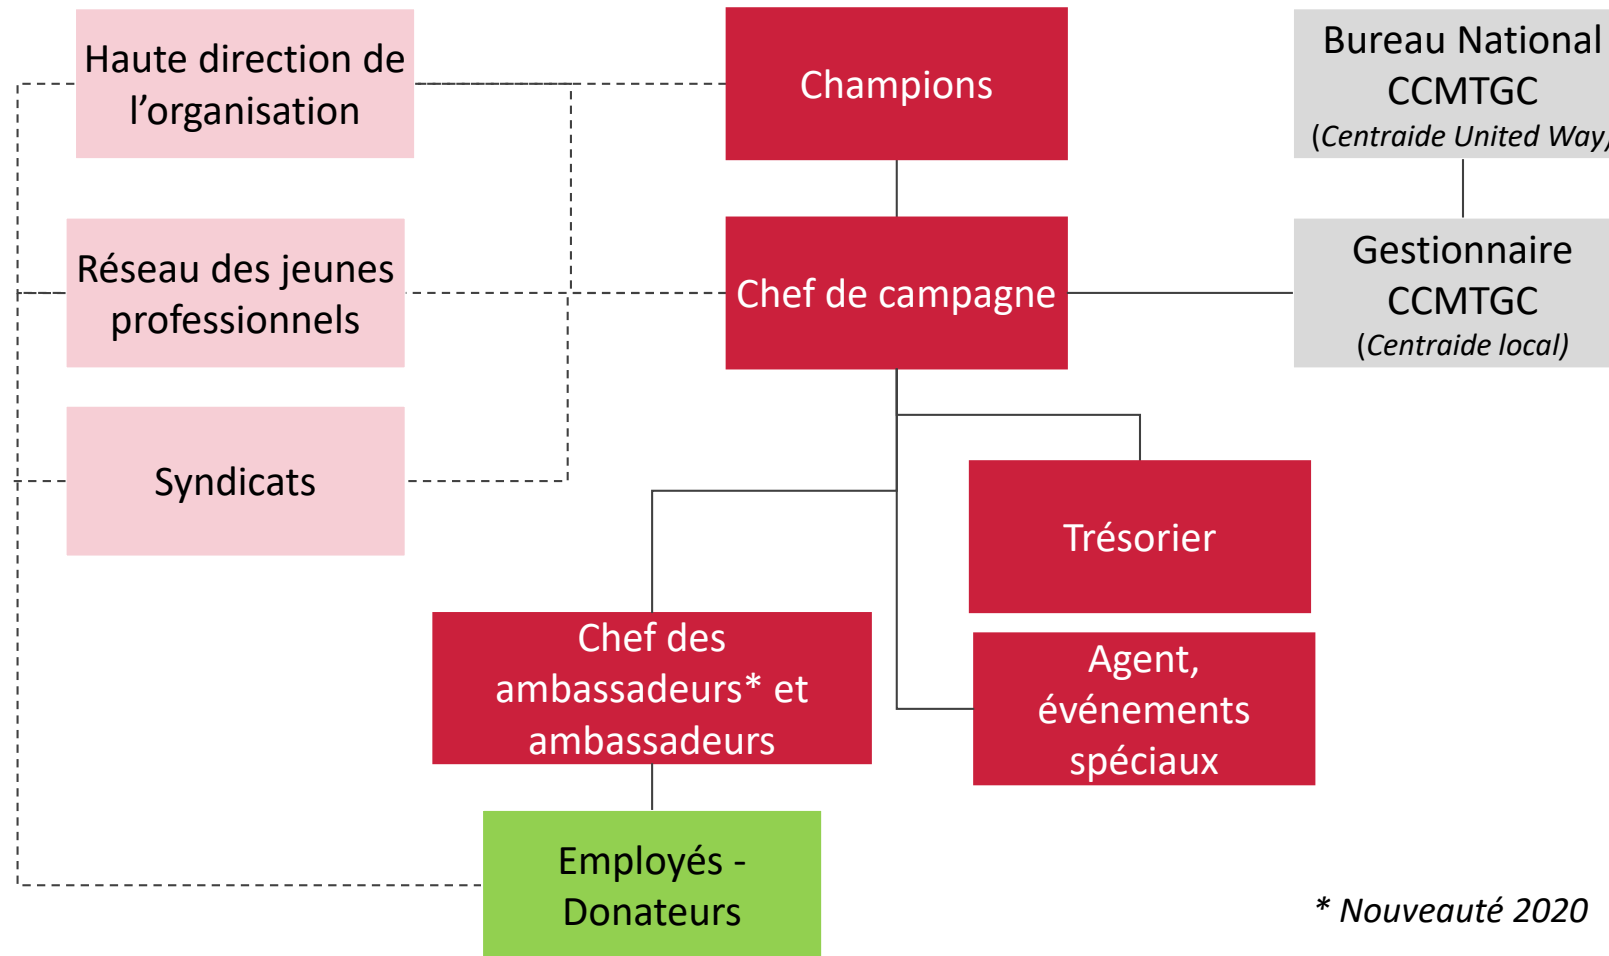 Haute direction de
l'organisation
Champions
Bureau National
CCMTGC
(Centraide United Way)
Réseau des jeunes
professionnels
Chef de campagne
Gestionnaire
CCMTGC
(Centraide local)
Syndicats
Trésorier
Chef des
ambassadeurs* et
ambassadeurs
Agent,
événements
spéciaux
Employés -
Donateurs
* Nouveauté 2020